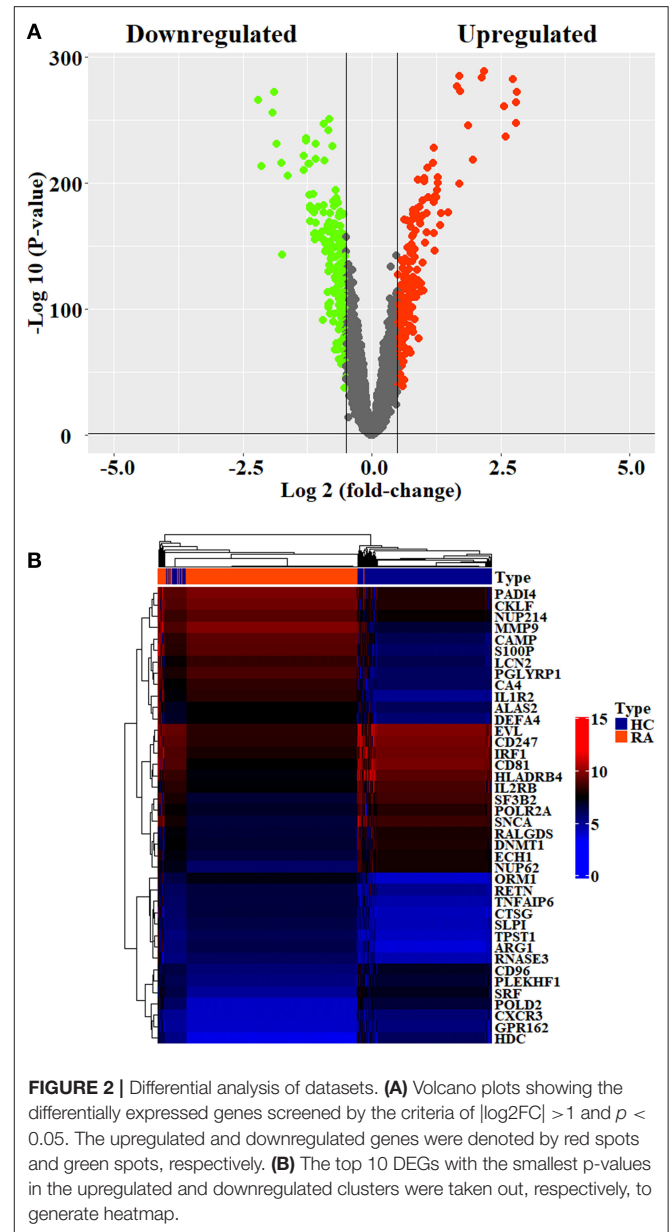 A
Downregulated
Upregulated
300
200
100
0
-Log 10 (P-value)
-5.0
-2.5
0.0
2.5
5.0
Log 2 (fold-change)
B
Type
PADI4
CKLF
NUP214
MMP9
CAMP
S100P
LCN2
PGLYRP1
CA4
IL1R2
ALAS2
DEFA4
EVL
CD247
IRF1
CD81
HLADRB4
IL2RB
SF3B2
POLR2A
SNCA
RALGDS
DNMT1
ECH1
NUP62
ORM1
RETN
TNFAIP6
CTSG
SLPI
TPST1
ARG1
RNASE3
CD96
PLEKHF1
SRF
POLD2
CXCR3
GPR162
HDC
15
10
5
0
Type
HC
RA
FIGURE 2 | Differential analysis of datasets. (A) Volcano plots showing the
differentially expressed genes screened by the criteria of |log2FC| >1 and p <
0.05. The upregulated and downregulated genes were denoted by red spots
and green spots, respectively. (B) The top 10 DEGs with the smallest p-values
in the upregulated and downregulated clusters were taken out, respectively, to
generate heatmap.